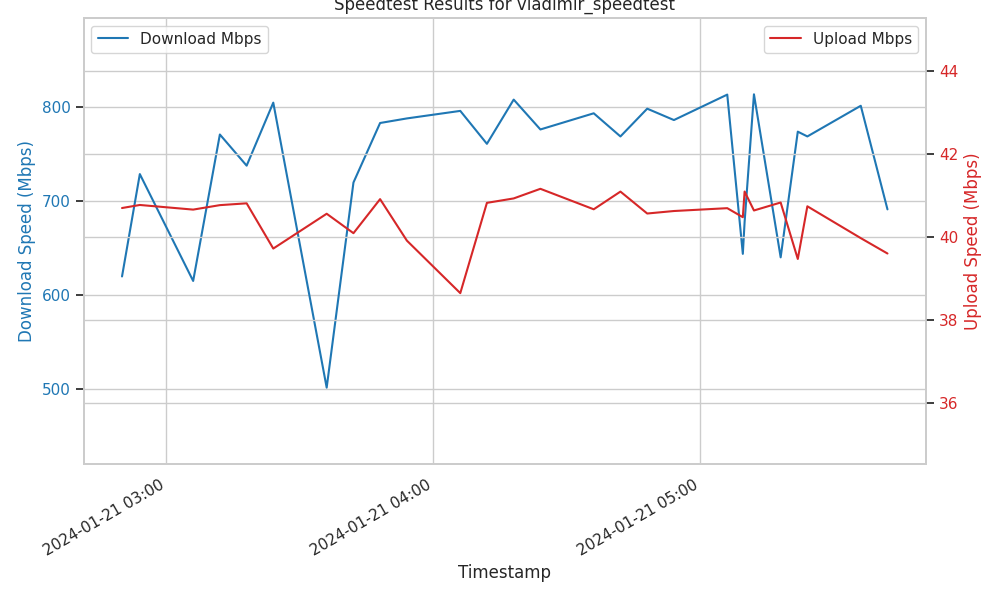 Speedtest Results for vladimir_speedtest
Download Mbps
Upload Mbps
800
700
600
500
Download Speed (Mbps)
44
42
40
38
36
Upload Speed (Mbps)
2024-01-21 03:00
2024-01-21 04:00
2024-01-21 05:00
Timestamp